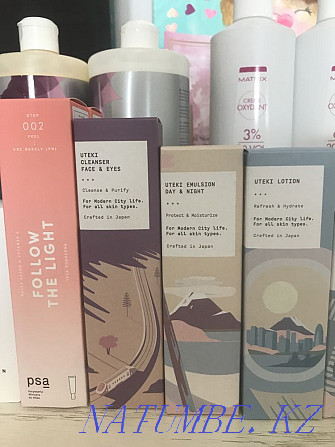 MATRIX
CREAM
OXYDANT
3%
10 VOL.
STEP
002
PEEL
FOLLOW
THE LIGHT
psa
UTEKI
CLEANSER
FACE & EYES
Cleanse & Purify
For Modern City life.
For all skin types.
Crafted in Japan
UTEKI EMULSION
DAY & NIGHT
Protect & Moisturize
For Modern City life.
For all skin types.
Crafted in Japan
UTEKI LOTION
Refresh & Hydrate
For Modern City life.
For all skin types.
Crafted in Japan
NATUMBE.KZ